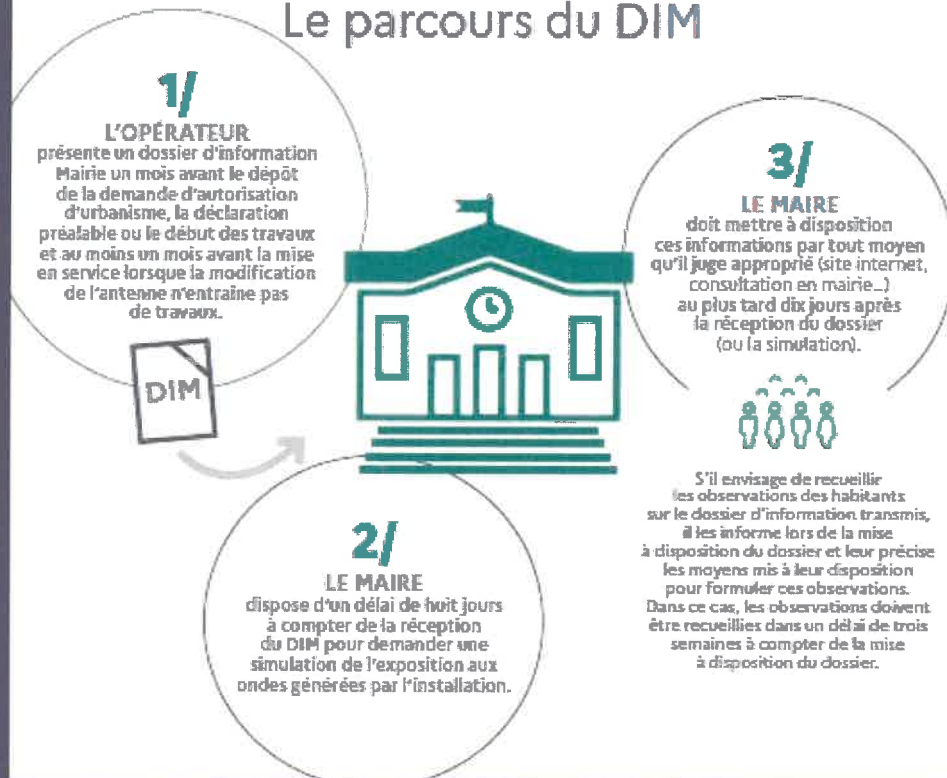 Le parcours du DIM
1/
L'OPÉRATEUR
présente un dossier d'information
Mairie un mois avant le dépôt
de la demande d'autorisation
d'urbanisme, la déclaration
préalable ou le début des travaux
et au moins un mois avant la mise
en service lorsque la modification
de l'antenne n'entraine pas
de travaux.
DIM
2/
LE MAIRE
dispose d'un délai de huit jours
à compter de la réception
du DIM pour demander une
simulation de l'exposition aux
ondes générées par l'installation.
3/
LE MAIRE
doit mettre à disposition
ces informations par tout moyen
qu'il juge approprié (site internet,
consultation en mairie...)
au plus tard dix jours après
la réception du dossier
(ou la simulation).
S'il envisage de recueillir
les observations des habitants
sur le dossier d'information transmis,
il les informe lors de la mise
à disposition du dossier et leur précise
les moyens mis à leur disposition
pour formuler ces observations.
Dans ce cas, les observations doivent
être recueillies dans un délai de trois
semaines à compter de la mise
à disposition du dossier.